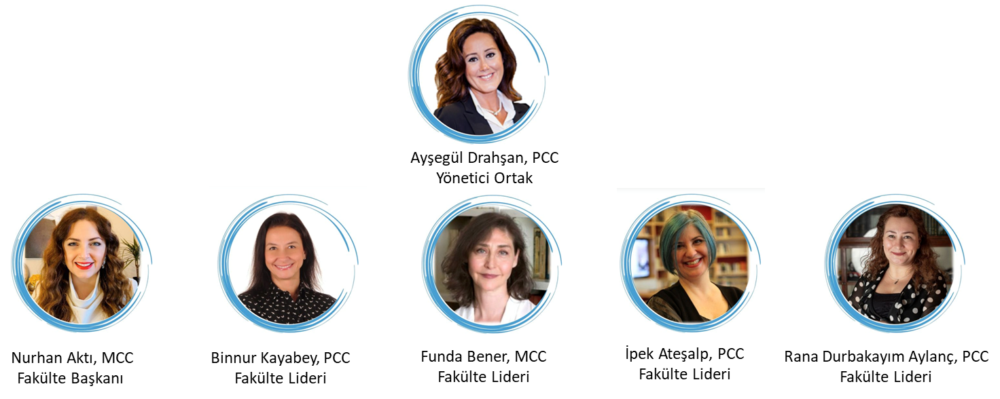 Ayşegül Drahşan, PCC
Yönetici Ortak
Nurhan Aktı, MCC
Fakülte Başkanı
Binnur Kayabey, PCC
Fakülte Lideri
Funda Bener, MCC
Fakülte Lideri
İpek Ateşalp, PCC
Fakülte Lideri
Rana Durbakayım Aylanç, PCC
Fakülte Lideri